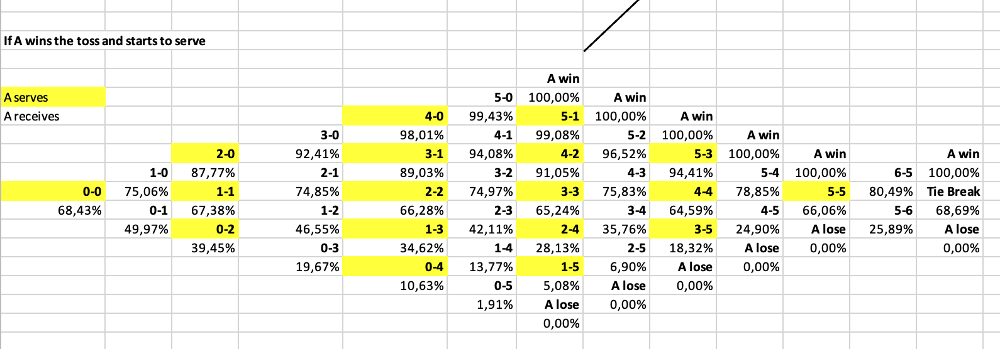 If A wins the toss and starts to serve
A win
A serves 5-0 100,00% A win
A receives 4-0 99,43% 5-1 100,00% A win
3-0 98,01% 4-1 99,08% 5-2 100,00% A win
2-0 92,41% 3-1 94,08% 4-2 96,52% 5-3 100,00% A win A win
1-0 87,77% 2-1 89,03% 3-2 91,05% 4-3 94,41% 5-4 100,00% 6-5 100,00%
0-0 75,06% 1-1 74,85% 2-2 74,97% 3-3 75,83% 4-4 78,85% 5-5 80,49% Tie Break
68,43% 0-1 67,38% 1-2 66,28% 2-3 65,24% 3-4 64,59% 4-5 66,06% 5-6 68,69%
49,97% 0-2 46,55% 1-3 42,11% 2-4 35,76% 3-5 24,90% A lose 25,89% A lose
39,45% 0-3 34,62% 1-4 28,13% 2-5 18,32% A lose 0,00% 0,00%
19,67% 0-4 13,77% 1-5 6,90% A lose 0,00%
10,63% 0-5 5,08% A lose 0,00%
1,91% A lose 0,00%
0,00%